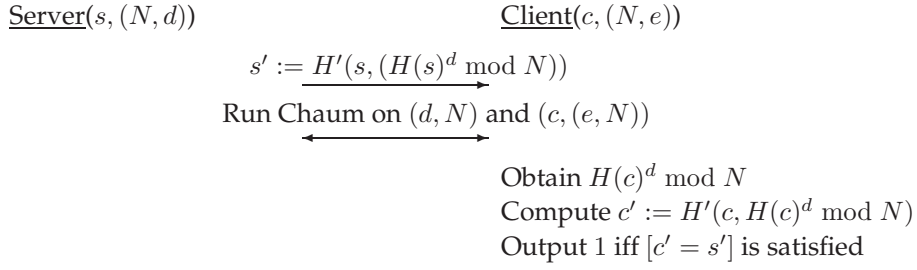 Server(s, (N, d)) Client(c, (N, e))
s′ := H′(s, (H(s)^d mod N))
Run Chaum on (d, N) and (c, (e, N))
Obtain H(c)^d mod N
Compute c′ := H′(c, H(c)^d mod N)
Output 1 iff [c′ = s′] is satisfied